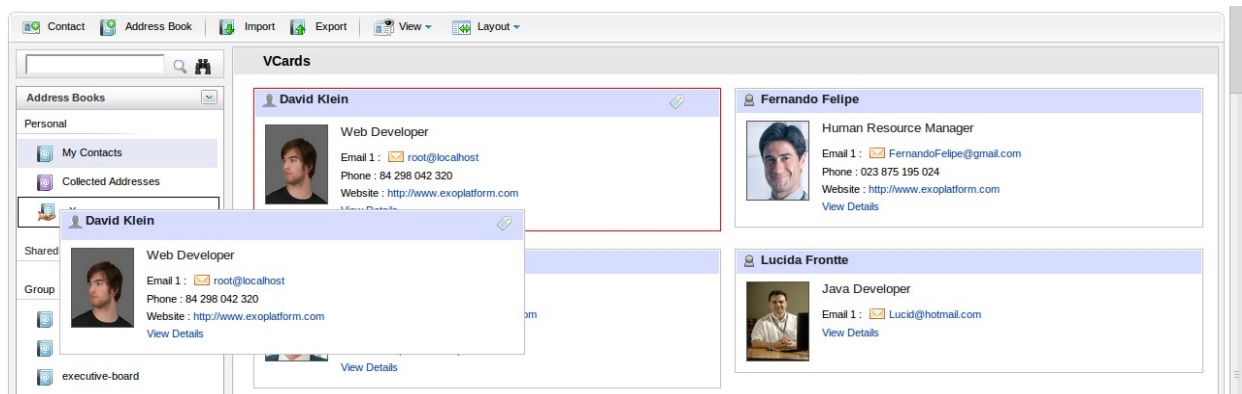 Contact Address Book Import Export View Layout
VCards
Address Books
Personal
My Contacts
Collected Addresses
Shared
Group
executive-board
David Klein
Web Developer
Email 1 : root@localhost
Phone : 84 298 042 320
Website : http://www.exoplatform.com
Fernando Felipe
Human Resource Manager
Email 1 : FernandoFelipe@gmail.com
Phone : 023 875 195 024
Website : http://www.exoplatform.com
View Details
David Klein
Web Developer
Email 1 : root@localhost
Phone : 84 298 042 320
Website : http://www.exoplatform.com
View Details
om
View Details
Lucida Frontte
Java Developer
Email 1 : Lucid@hotmail.com
View Details